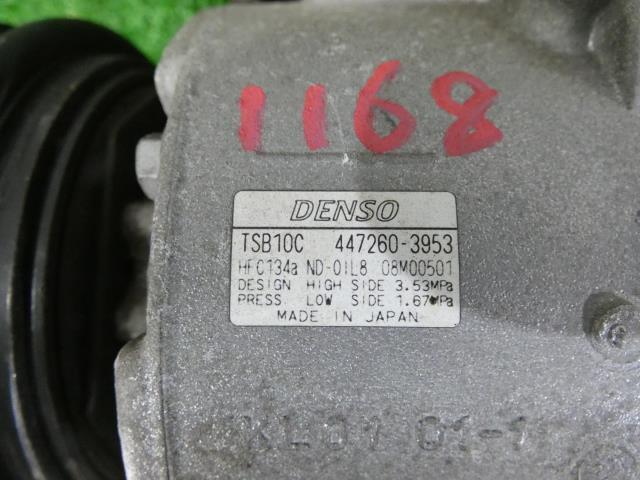 1168
DENSO
TSB10C 447260-3953
HFC134a ND-OIL8 08M00501
DESIGN HIGH SIDE 3.53MPa
PRESS. LOW SIDE 1.67MPa
MADE IN JAPAN